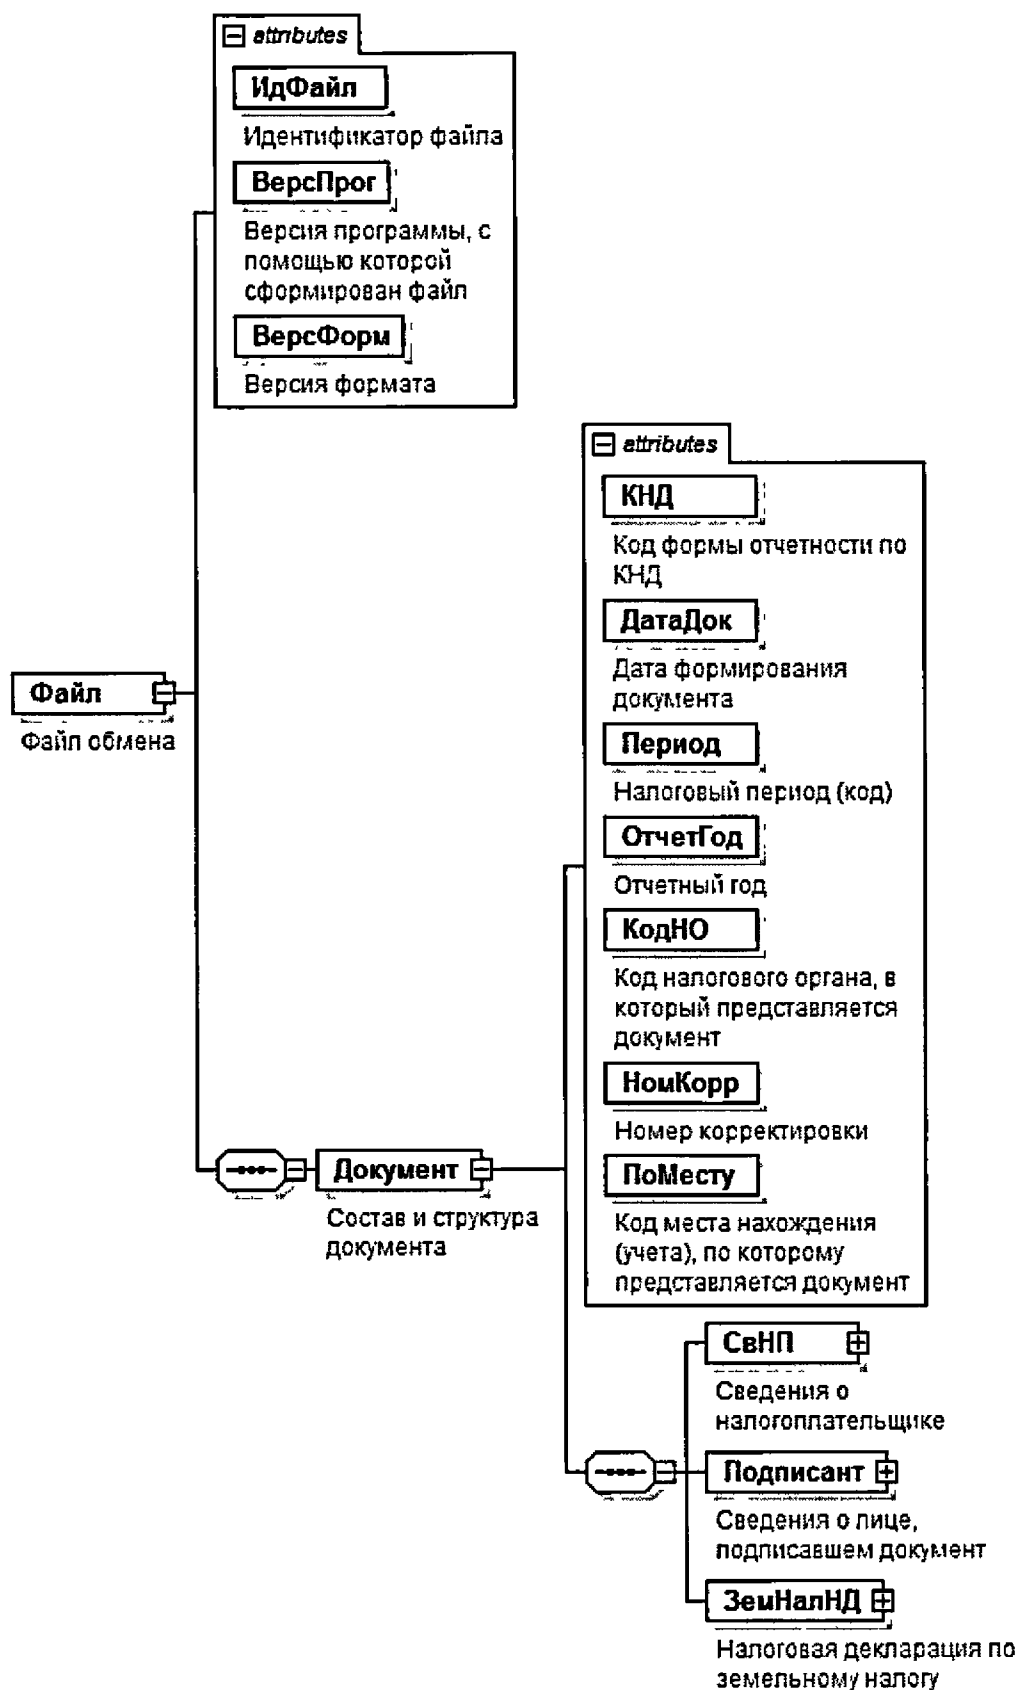 attributes
ИдФайл
Идентификатор файла
ВерсПрог
Версия программы, с
помощью которой
сформирован файл
ВерсФорм
Версия формата
attributes
КНД
Код формы отчетности по
КНД
ДатаДок
Дата формирования
документа
Период
Налоговый период (код)
ОтчетГод
Отчетный год
КодНО
Код налогового органа, в
который представляется
документ
НомКорр
Номер корректировки
ПоМесту
Код места нахождения
(учета), по которому
представляется документ
Файл
Файл обмена
Документ
Состав и структура
документа
СвНП
Сведения о
налогоплательщике
Подписант
Сведения о лице,
подписавшем документ
ЗемНалНД
Налоговая декларация по
земельному налогу